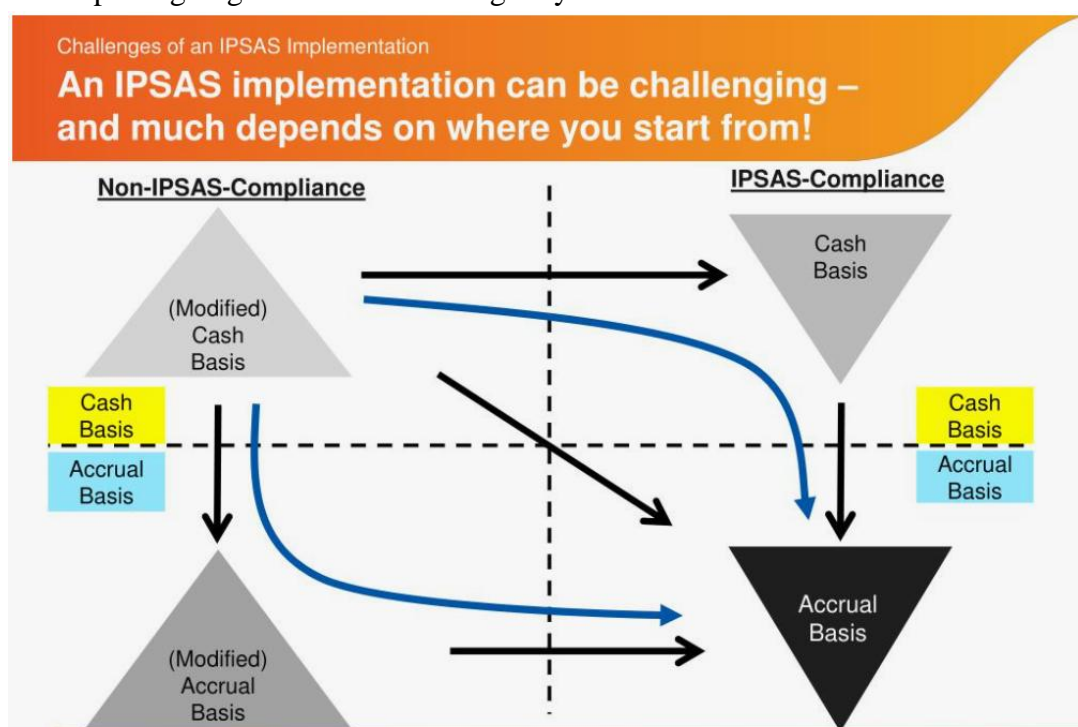 Challenges of an IPSAS Implementation
An IPSAS implementation can be challenging –
and much depends on where you start from!
Non-IPSAS-Compliance
IPSAS-Compliance
Cash
Basis
(Modified)
Cash
Basis
Cash
Basis
Accrual
Basis
Cash
Basis
Accrual
Basis
Accrual
Basis
(Modified)
Accrual
Basis